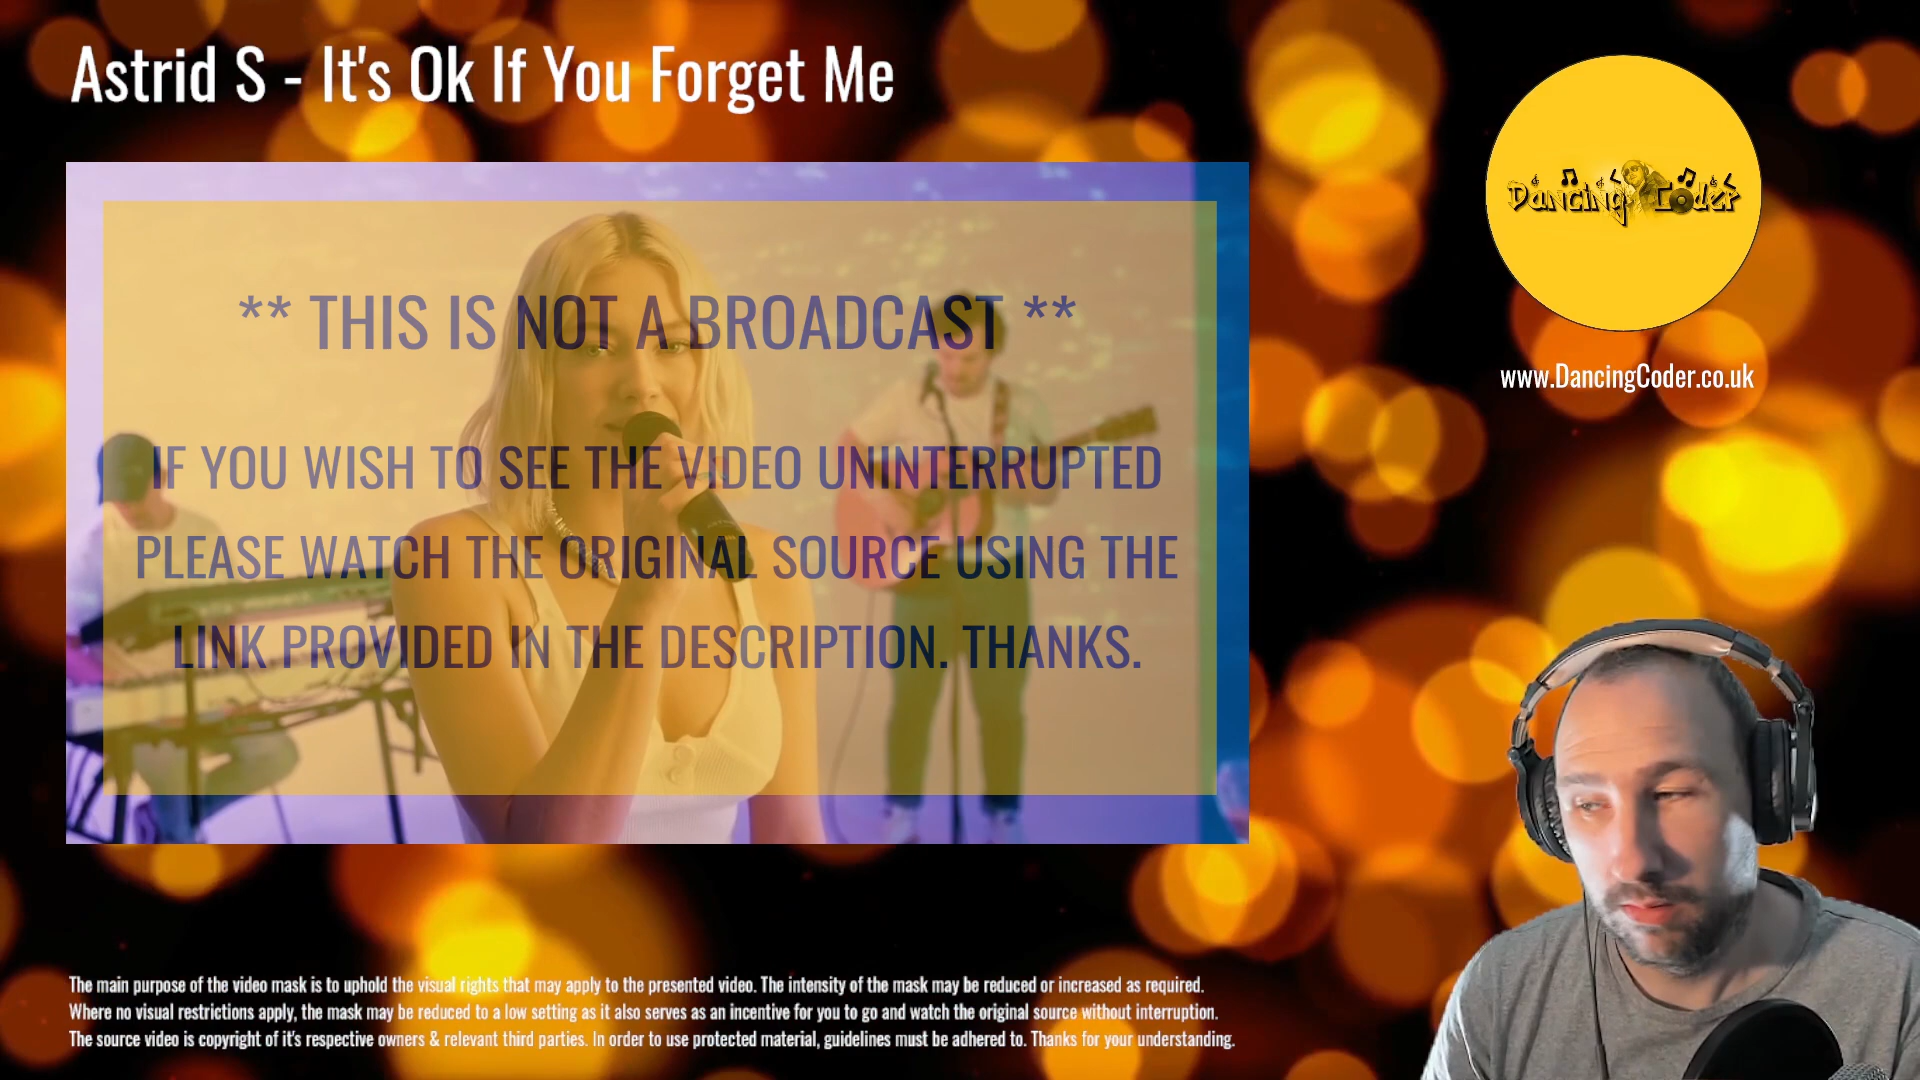 Astrid S - It's Ok If You Forget Me
Dancing Coder
www.DancingCoder.co.uk
** THIS IS NOT A BROADCAST **
IF YOU WISH TO SEE THE VIDEO UNINTERRUPTED
PLEASE WATCH THE ORIGINAL SOURCE USING THE
LINK PROVIDED IN THE DESCRIPTION. THANKS.
The main purpose of the video mask is to uphold the visual rights that may apply to the presented video. The intensity of the mask may be reduced or increased as required.
Where no visual restrictions apply, the mask may be reduced to a low setting as it also serves as an incentive for you to go and watch the original source without interruption.
The source video is copyright of it's respective owners & relevant third parties. In order to use protected material, guidelines must be adhered to. Thanks for your understanding.